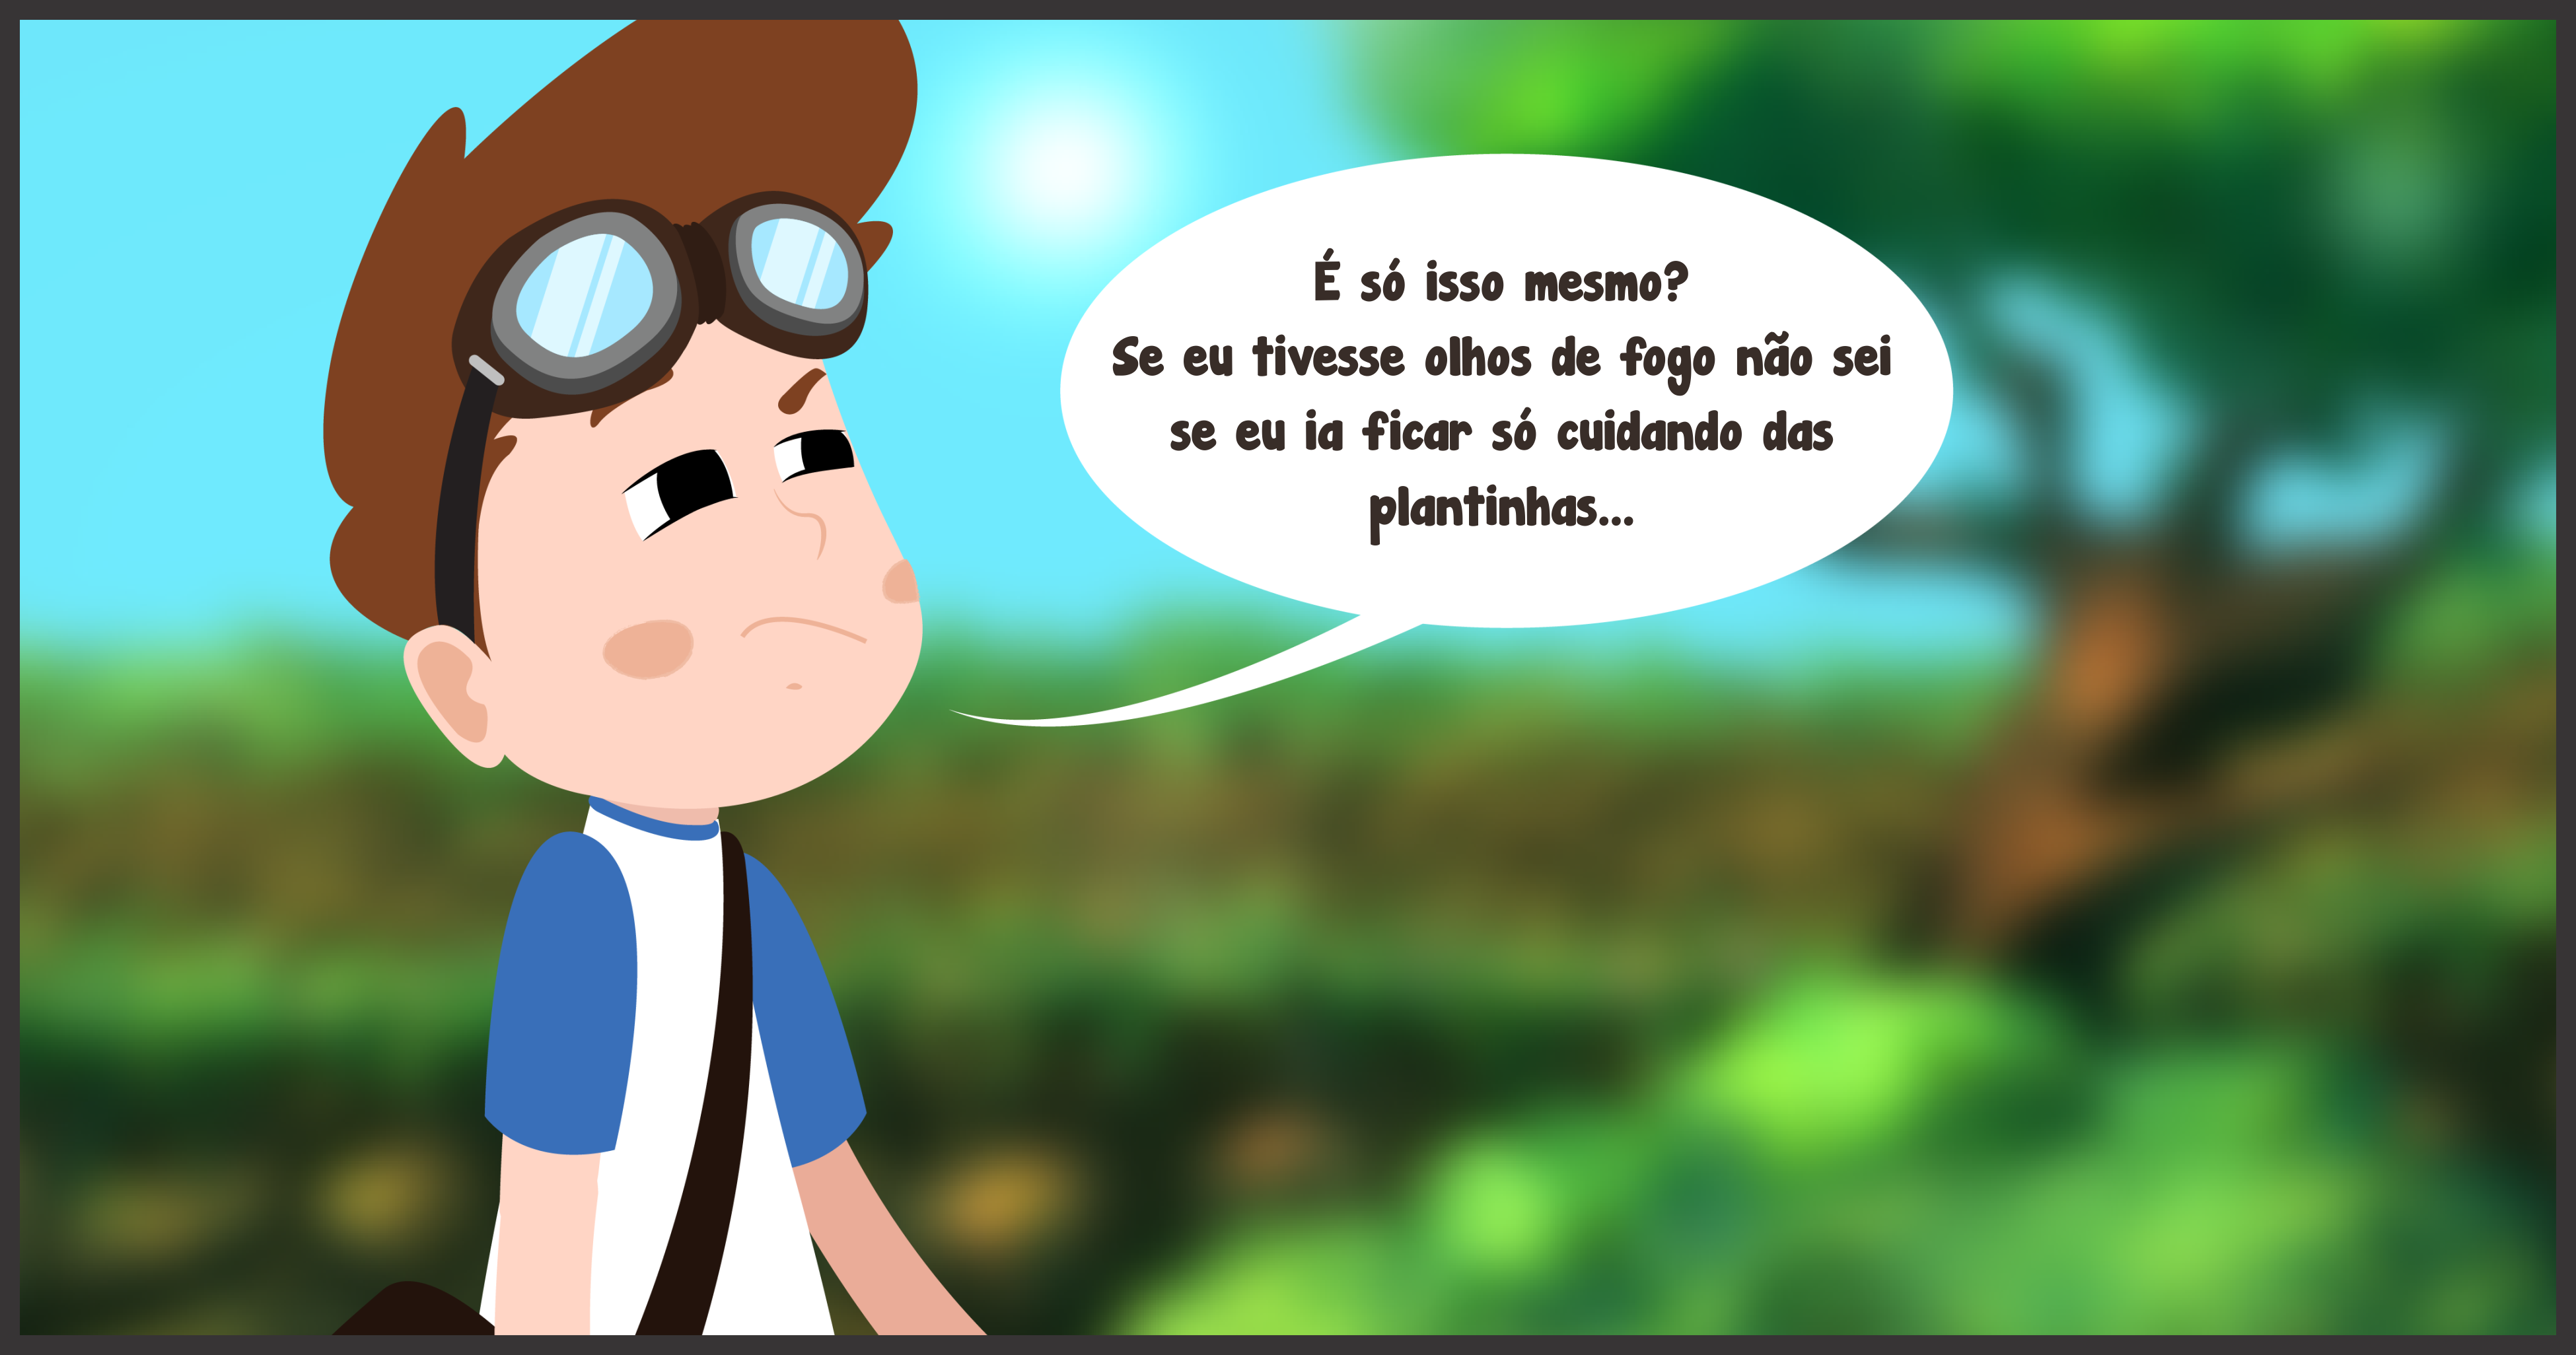 É só isso mesmo?
Se eu tivesse olhos de fogo não sei
se eu ia ficar só cuidando das
plantinhas...